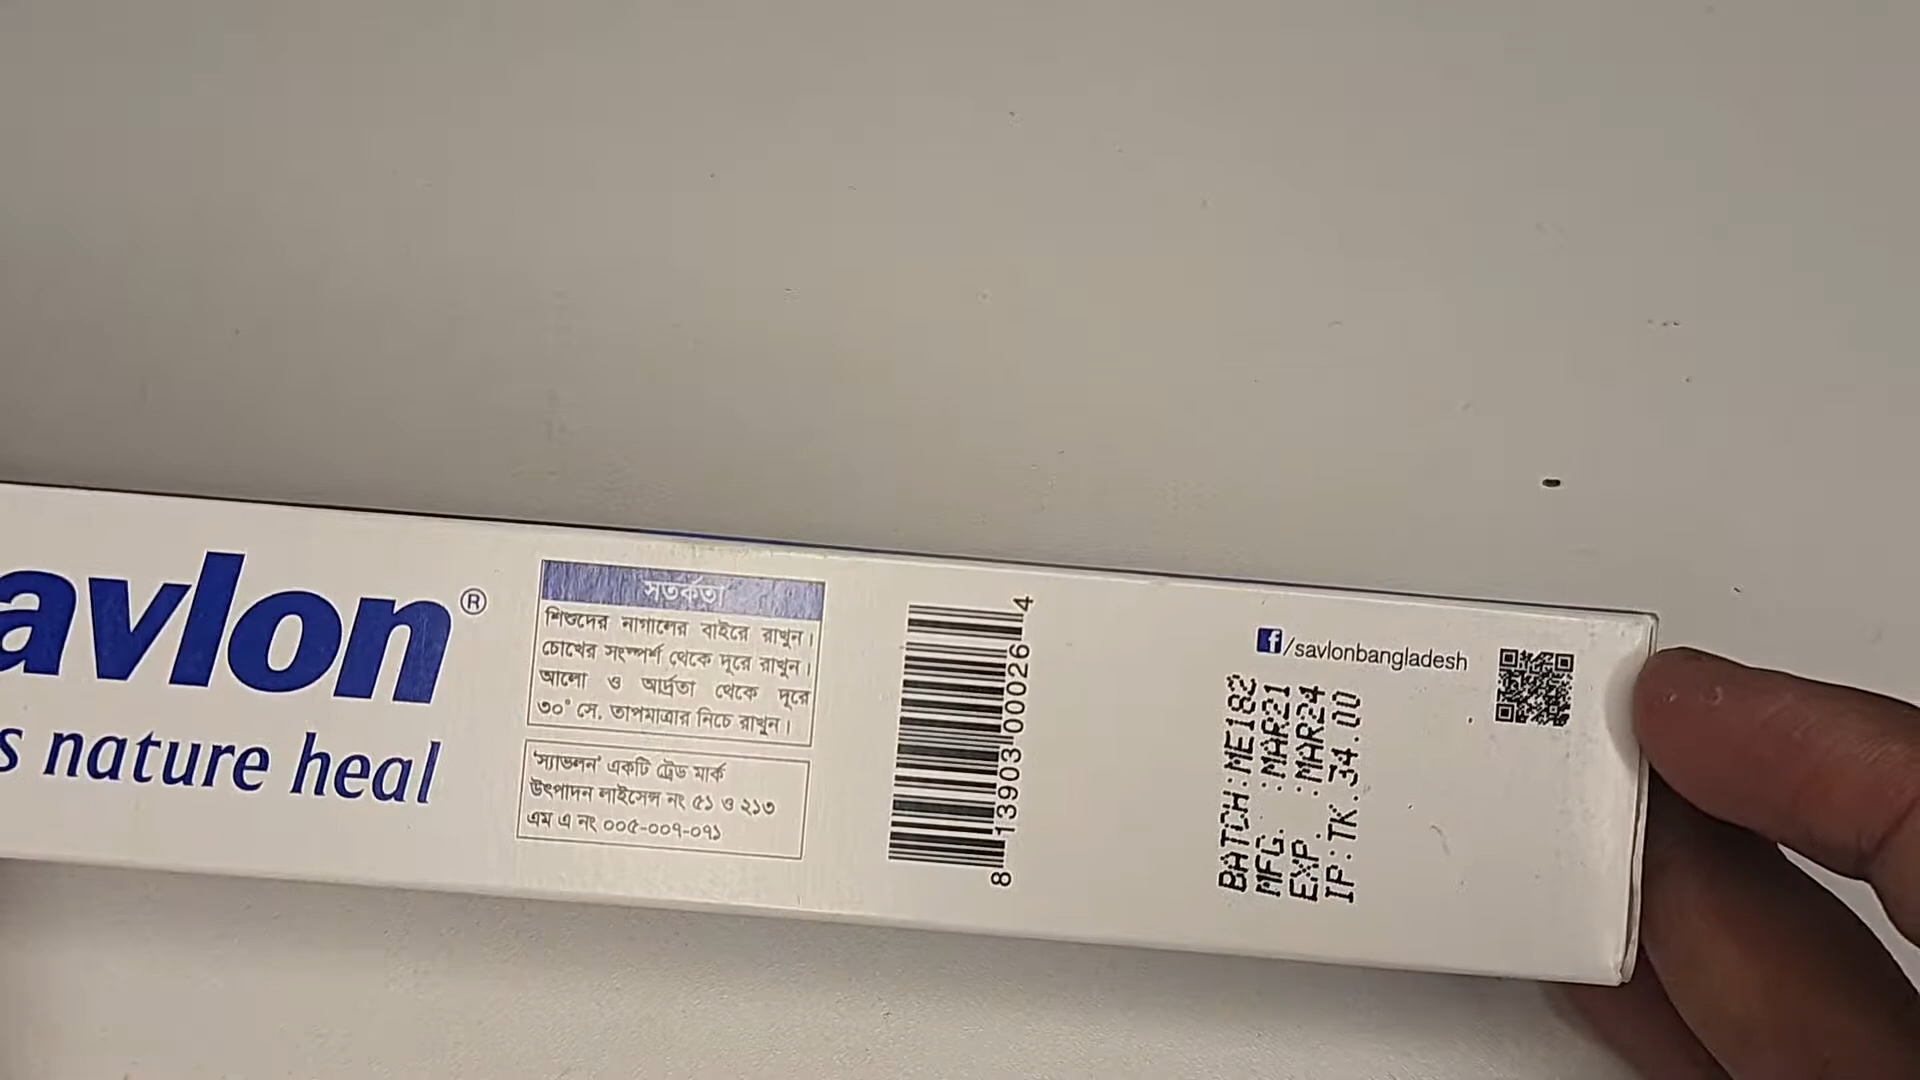 avlon®
s nature heal
সতর্কতা
শিশুদের নাগালের বাইরে রাখুন।
চোখের সংস্পর্শ থেকে দূরে রাখুন।
আলো ও আর্দ্রতা থেকে দূরে
৩০° সে. তাপমাত্রার নিচে রাখুন।
'স্যাভলন' একটি ট্রেড মার্ক
উৎপাদন লাইসেন্স নং ৫১ ও ২১৩
এম এ নং ০০৫-০০৭-০৭১
8 13903 00026 4
/savlonbangladesh
BATCH:ME182
MFG. :MAR21
EXP. :MAR24
IP:TK.34.00